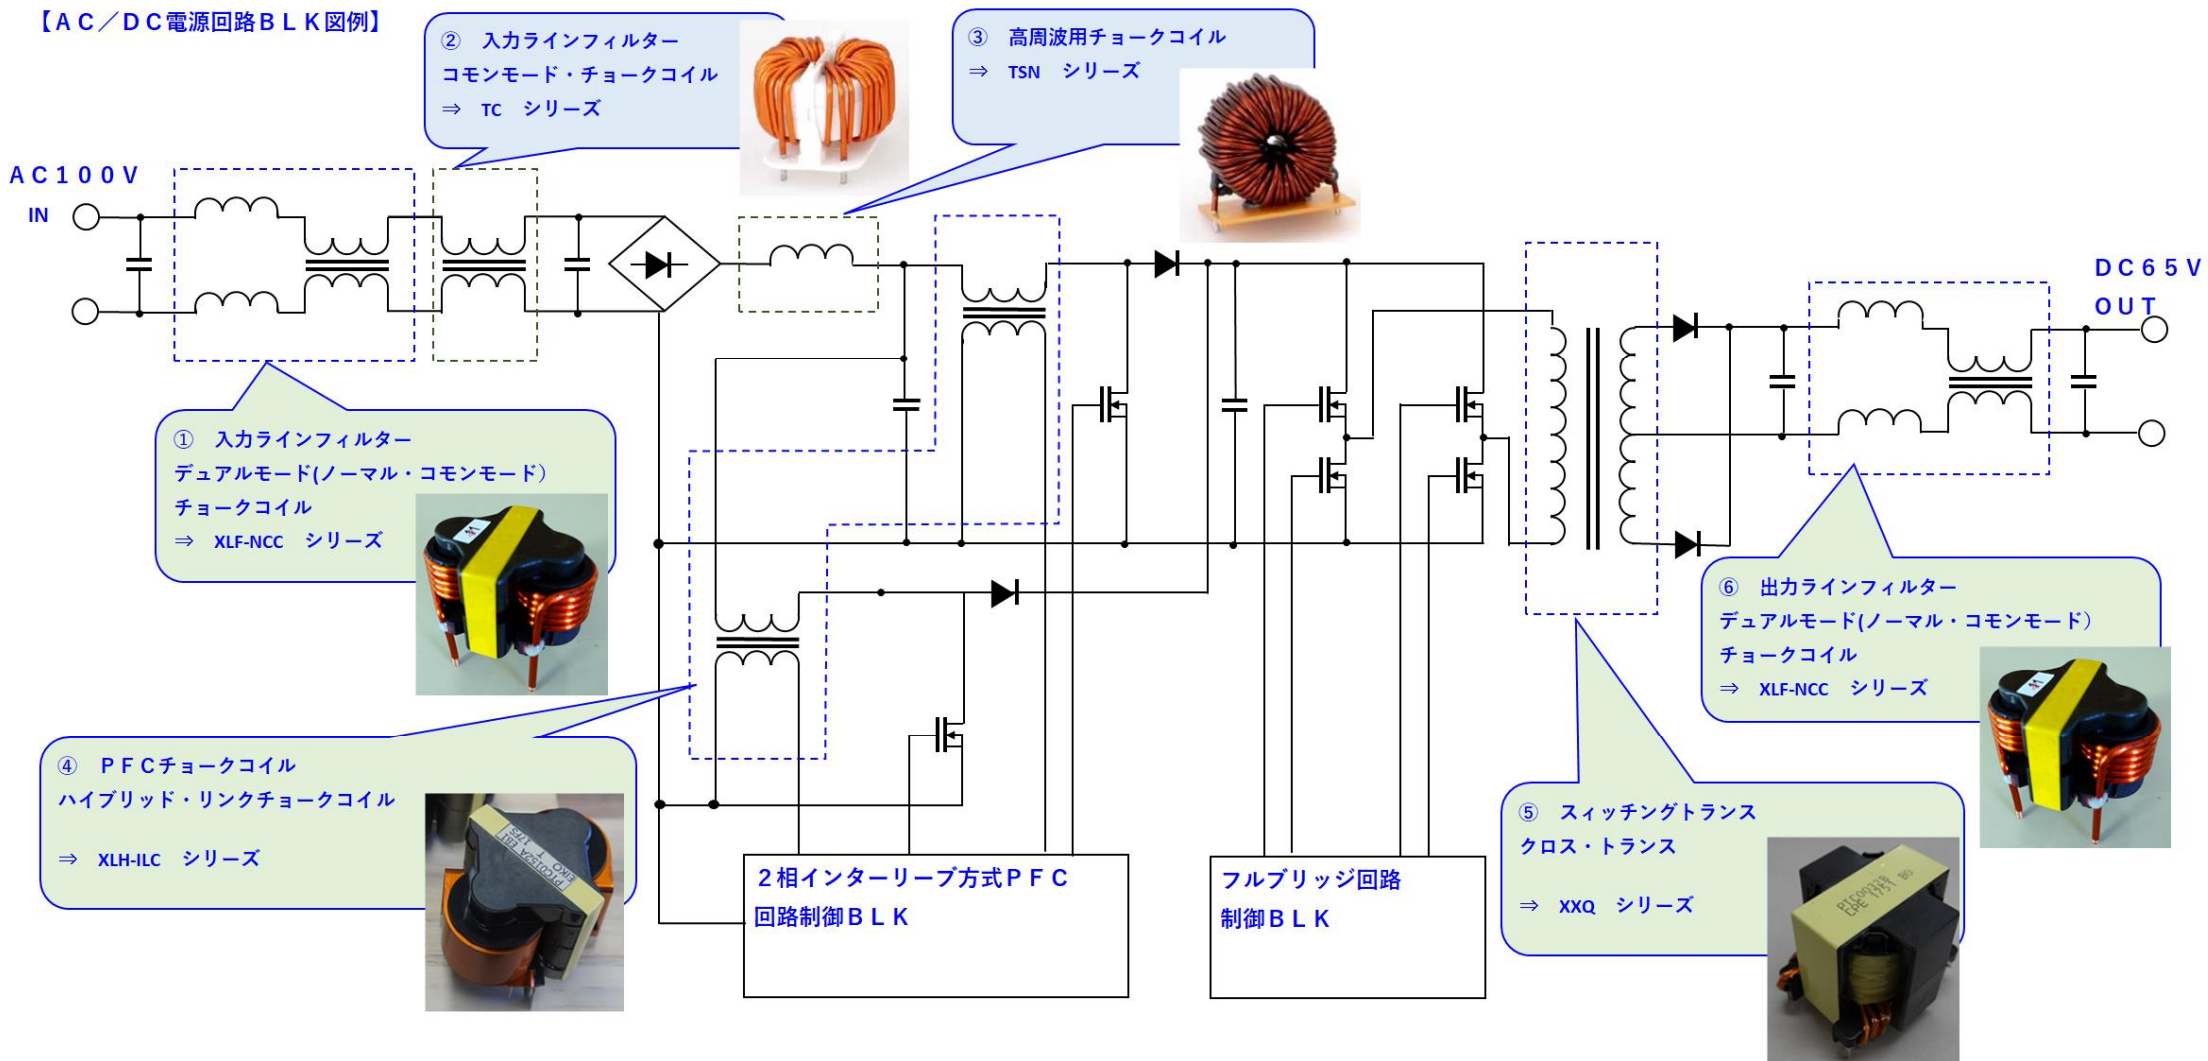 【ＡＣ／ＤＣ電源回路ＢＬＫ図例】
② 入力ラインフィルター
コモンモード・チョークコイル
⇒ TC シリーズ
③ 高周波用チョークコイル
⇒ TSN シリーズ
ＡＣ１００Ｖ
IN
ＤＣ６５Ｖ
ＯＵＴ
① 入力ラインフィルター
デュアルモード(ノーマル・コモンモード）
チョークコイル
⇒ XLF-NCC シリーズ
⑥ 出力ラインフィルター
デュアルモード(ノーマル・コモンモード）
チョークコイル
⇒ XLF-NCC シリーズ
④ ＰＦＣチョークコイル
ハイブリッド・リンクチョークコイル
⇒ XLH-ILC シリーズ
⑤ スィッチングトランス
クロス・トランス
⇒ XXQ シリーズ
２相インターリーブ方式ＰＦＣ
回路制御ＢＬＫ
フルブリッジ回路
制御ＢＬＫ